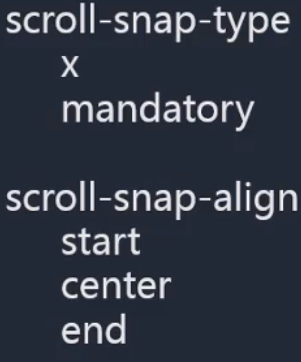 scroll-snap-type
x
mandatory
scroll-snap-align
start
center
end